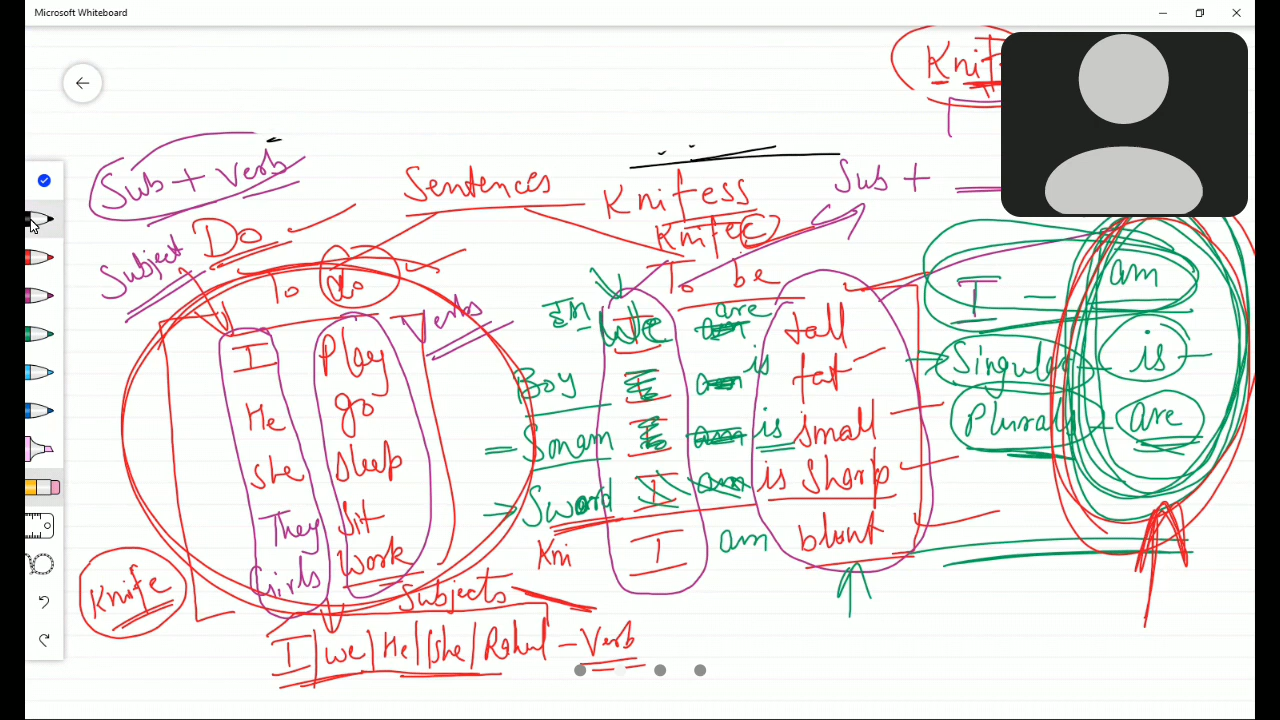 Microsoft Whiteboard
Knife
Sub + Verb
Sentences
Knifess
Sub +
Subject
Do
Knife
To do
To be
I - am
Verbs
I Play
I'm We are tall
Singular is
He go
Boy is fat
Plurals are
She sleep
Sonam is small
They sit
Sword is sharp
Girls work
Kni I am blunt
Knife
Subjects
I | we | He | She | Rahul - Verb